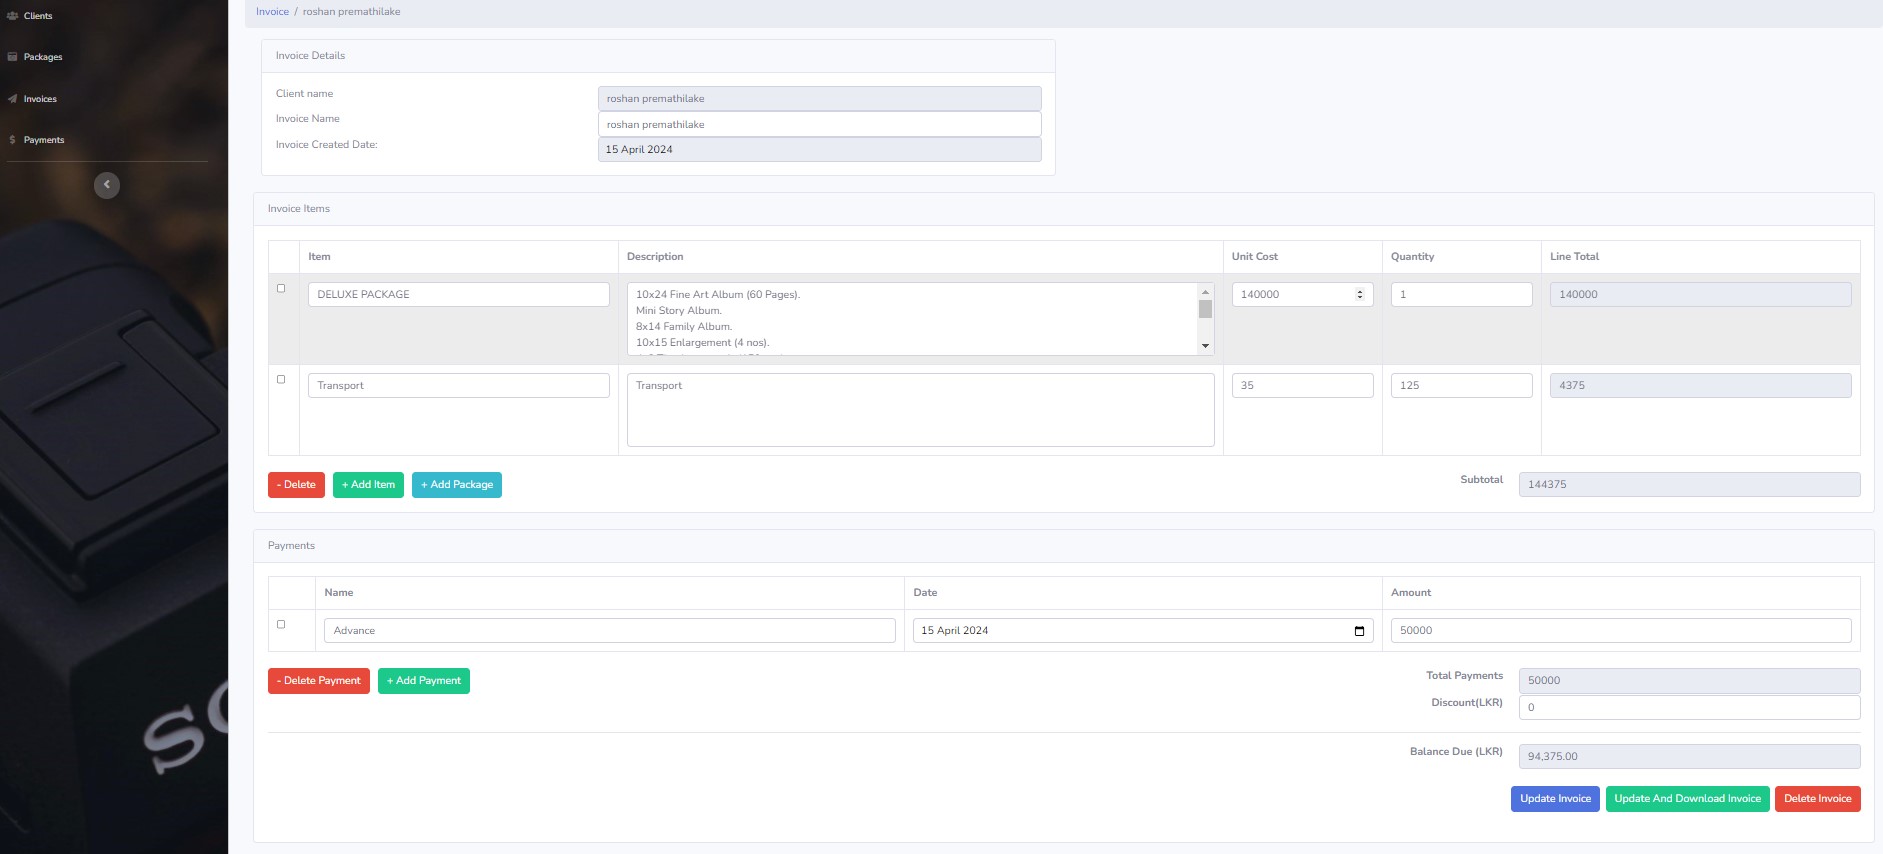 Clients
Packages
Invoices
Payments
Invoice / roshan premathilake
Invoice Details
Client name
roshan premathilake
Invoice Name
roshan premathilake
Invoice Created Date:
15 April 2024
Invoice Items
Item Description Unit Cost Quantity Line Total
DELUXE PACKAGE
10x24 Fine Art Album (60 Pages).
Mini Story Album.
8x14 Family Album.
10x15 Enlargement (4 nos).
140000 1 140000
Transport Transport 35 125 4375
- Delete + Add Item + Add Package
Subtotal 144375
Payments
Name Date Amount
Advance 15 April 2024 50000
- Delete Payment + Add Payment
Total Payments 50000
Discount(LKR) 0
Balance Due (LKR) 94,375.00
Update Invoice Update And Download Invoice Delete Invoice